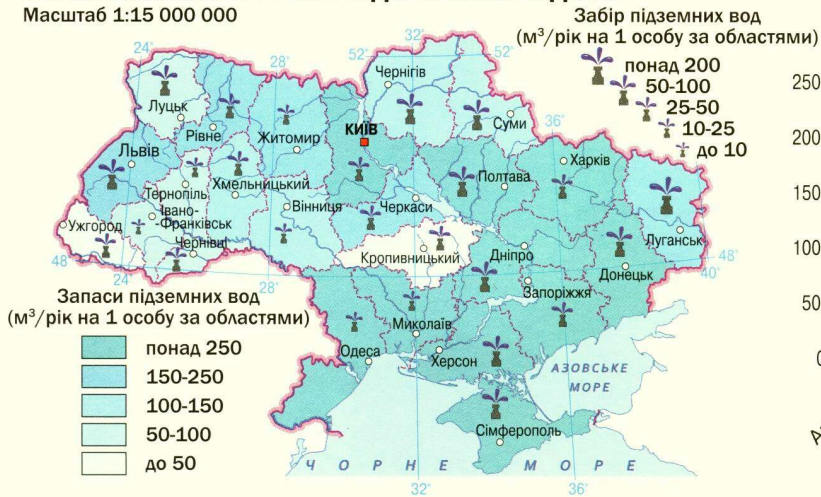 Масштаб 1:15 000 000
Забір підземних вод
(м³/рік на 1 особу за областями)
понад 200
50-100
25-50
10-25
до 10
250
200
150
100
50
24°
28°
32°
52°
52°
36°
Чернігів
Луцьк
Рівне
Житомир
КИЇВ
Суми
Львів
Тернопіль
Хмельницький
Полтава
Харків
Ужгород
Івано-
Франківськ
Вінниця
Черкаси
Луганськ
Чернівці
Кропивницький
Дніпро
Донецьк
48°
24°
28°
48°
40°
Запоріжжя
Миколаїв
Одеса
Херсон
АЗОВСЬКЕ
МОРЕ
Сімферополь
ЧОРНЕ МОРЕ
32°
36°
Запаси підземних вод
(м³/рік на 1 особу за областями)
понад 250
150-250
100-150
50-100
до 50